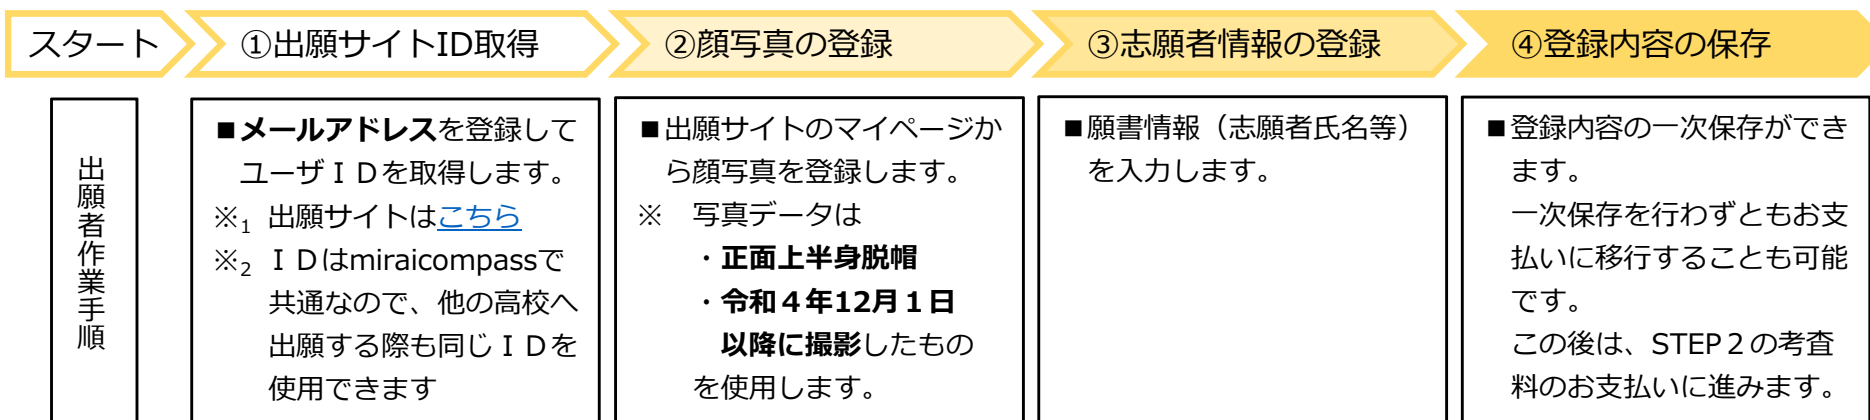 スタート
①出願サイトID取得
②顔写真の登録
③志願者情報の登録
④登録内容の保存
出願者作業手順
■メールアドレスを登録して
ユーザＩＤを取得します。
※1 出願サイトはこちら
※2 ＩＤはmiraicompassで
共通なので、他の高校へ
出願する際も同じＩＤを
使用できます
■出願サイトのマイページか
ら顔写真を登録します。
※　写真データは
・正面上半身脱帽
・令和４年12月１日
以降に撮影したもの
を使用します。
■願書情報（志願者氏名等）
を入力します。
■登録内容の一次保存ができ
ます。
一次保存を行わずともお支
払いに移行することも可能
です。
この後は、STEP２の考査
料のお支払いに進みます。